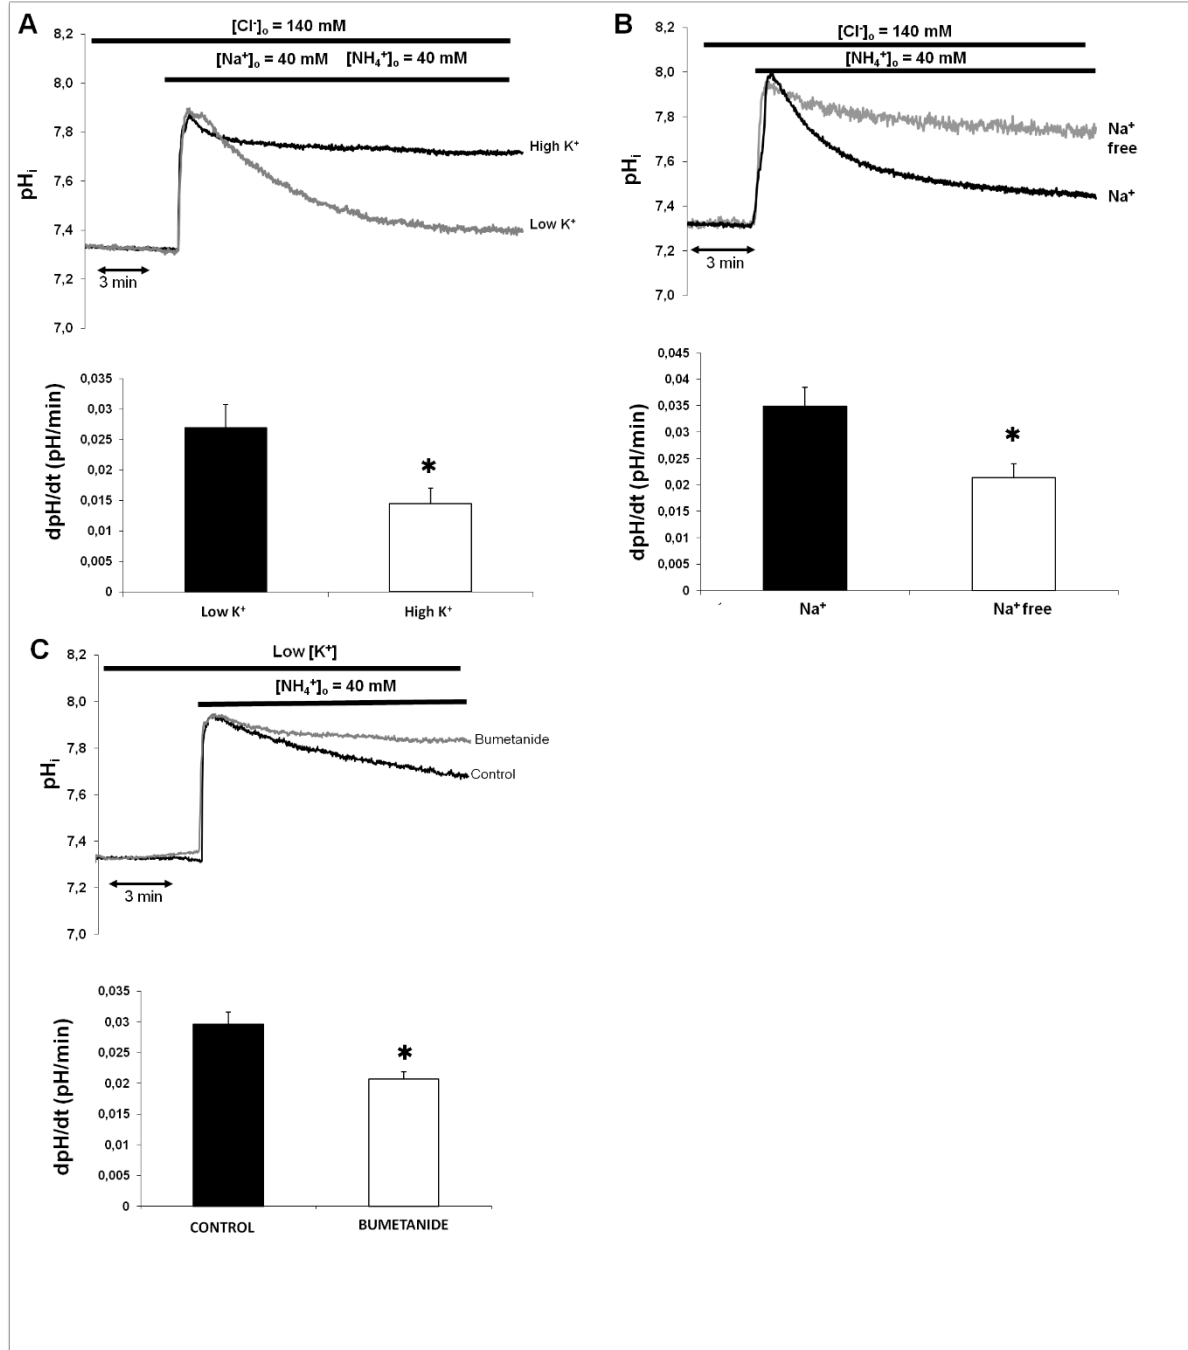 A
[Cl⁻]ₒ = 140 mM
[Na⁺]ₒ = 40 mM [NH₄⁺]ₒ = 40 mM
8,2
8,0
7,8
7,6
7,4
7,2
7,0
pHᵢ
High K⁺
Low K⁺
3 min
0,035
0,03
0,025
0,02
0,015
0,01
0,005
0
dpH/dt (pH/min)
*
Low K⁺
High K⁺
B
[Cl⁻]ₒ = 140 mM
[NH₄⁺]ₒ = 40 mM
8,2
8,0
7,8
7,6
7,4
7,2
7,0
pHᵢ
Na⁺
free
Na⁺
3 min
0,045
0,04
0,035
0,03
0,025
0,02
0,015
0,01
0,005
0
dpH/dt (pH/min)
*
Na⁺
Na⁺ free
C
Low [K⁺]
[NH₄⁺]ₒ = 40 mM
8,2
8,0
7,8
7,6
7,4
7,2
7,0
pHᵢ
Bumetanide
Control
3 min
0,035
0,03
0,025
0,02
0,015
0,01
0,005
0
dpH/dt (pH/min)
*
CONTROL
BUMETANIDE